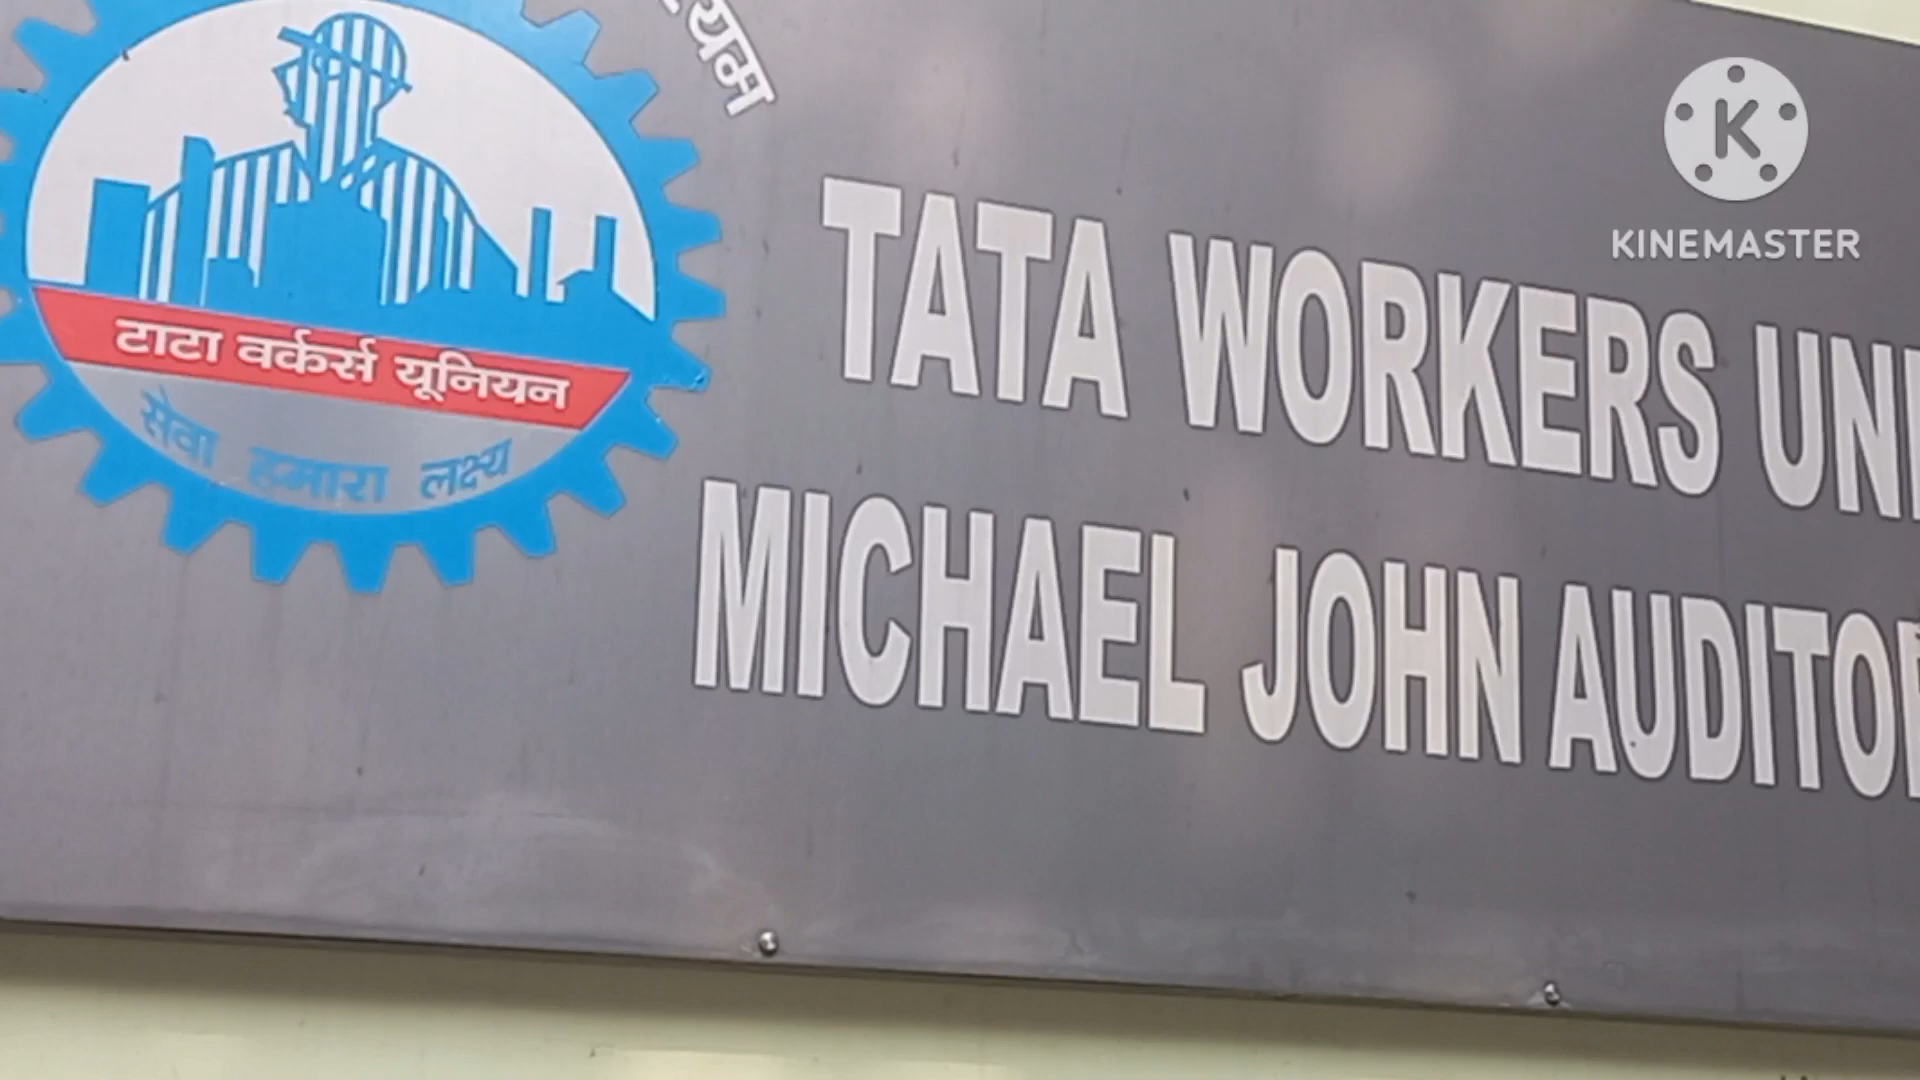 TATA WORKERS UNI
MICHAEL JOHN AUDITO
टाटा वर्कर्स यूनियन
सेवा हमारा लक्ष्य
KINEMASTER